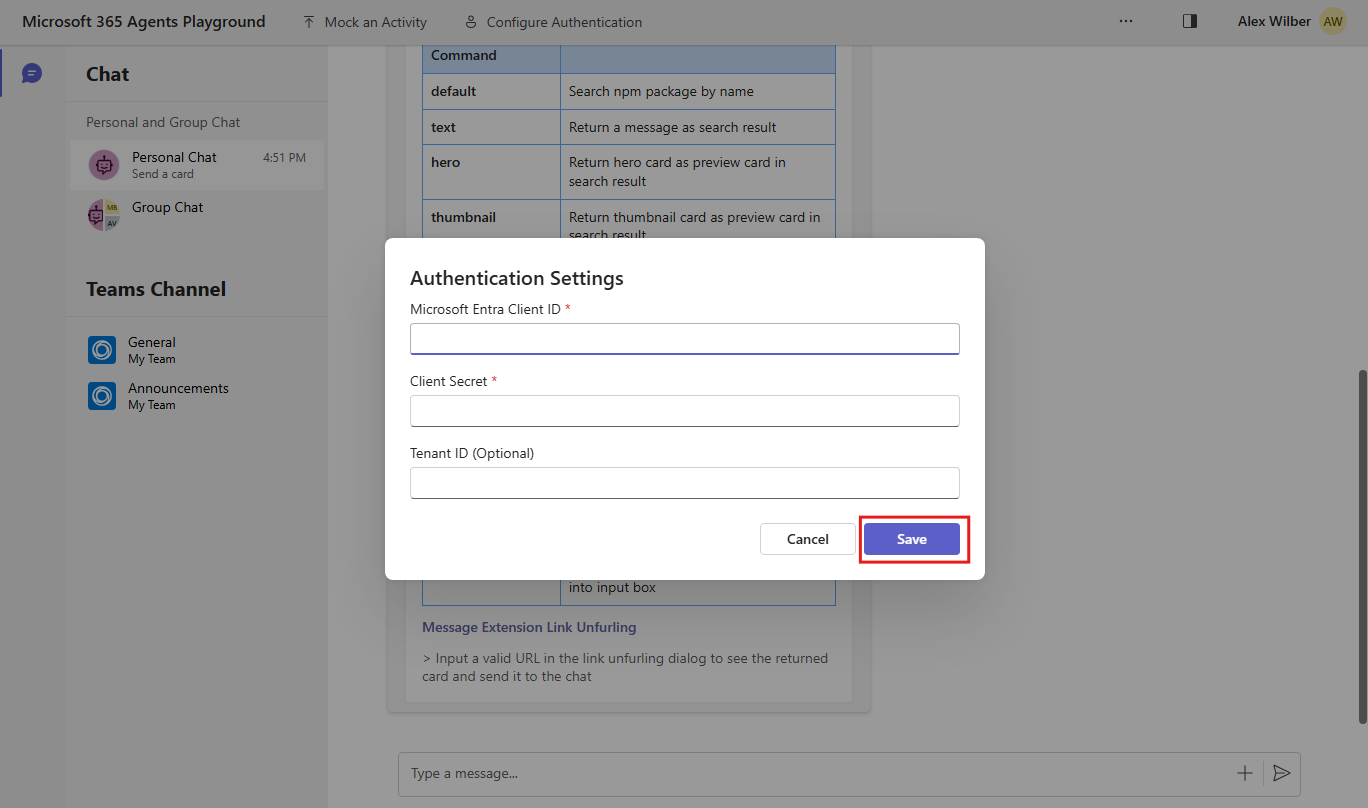 Microsoft 365 Agents Playground
Mock an Activity
Configure Authentication
Alex Wilber
AW
Chat
Personal and Group Chat
Personal Chat
4:51 PM
Send a card
Group Chat
MB
AV
Teams Channel
General
My Team
Announcements
My Team
Command
default
Search npm package by name
text
Return a message as search result
hero
Return hero card as preview card in
search result
thumbnail
Return thumbnail card as preview card in
search result
Authentication Settings
Microsoft Entra Client ID *
Client Secret *
Tenant ID (Optional)
Cancel
Save
into input box
Message Extension Link Unfurling
> Input a valid URL in the link unfurling dialog to see the returned
card and send it to the chat
Type a message...